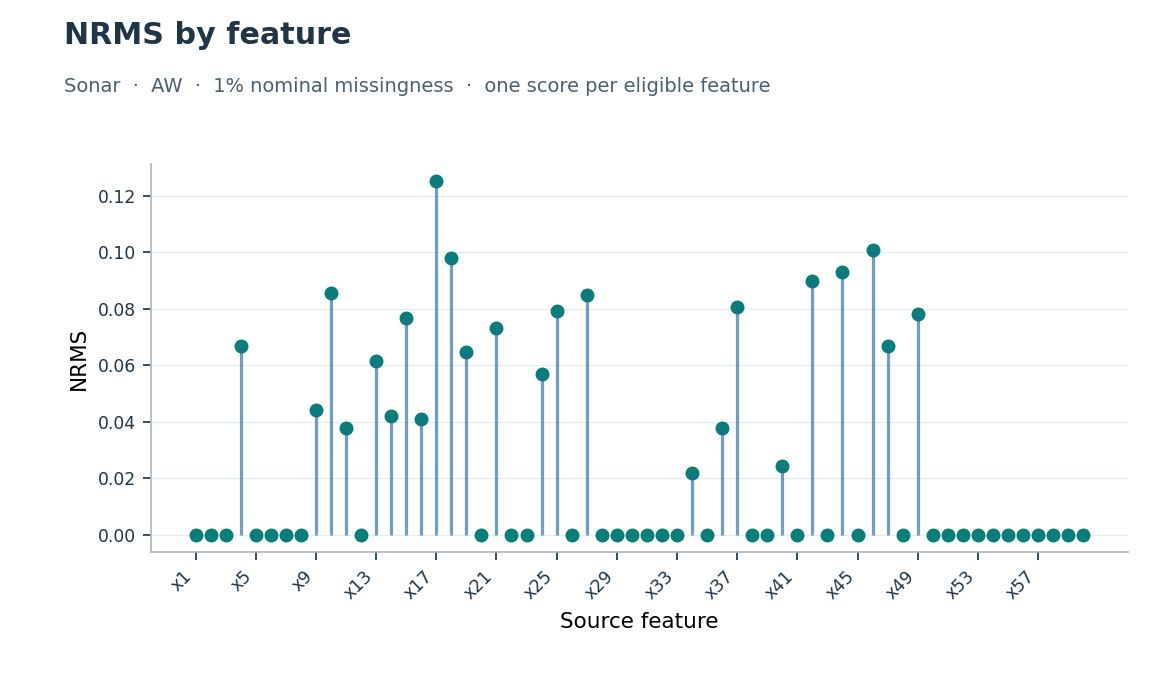 NRMS by feature
Sonar · AW · 1% nominal missingness · one score per eligible feature
0.12
0.10
0.08
0.06
0.04
0.02
0.00
NRMS
x1 x5 x9 x13 x17 x21 x25 x29 x33 x37 x41 x45 x49 x53 x57
Source feature